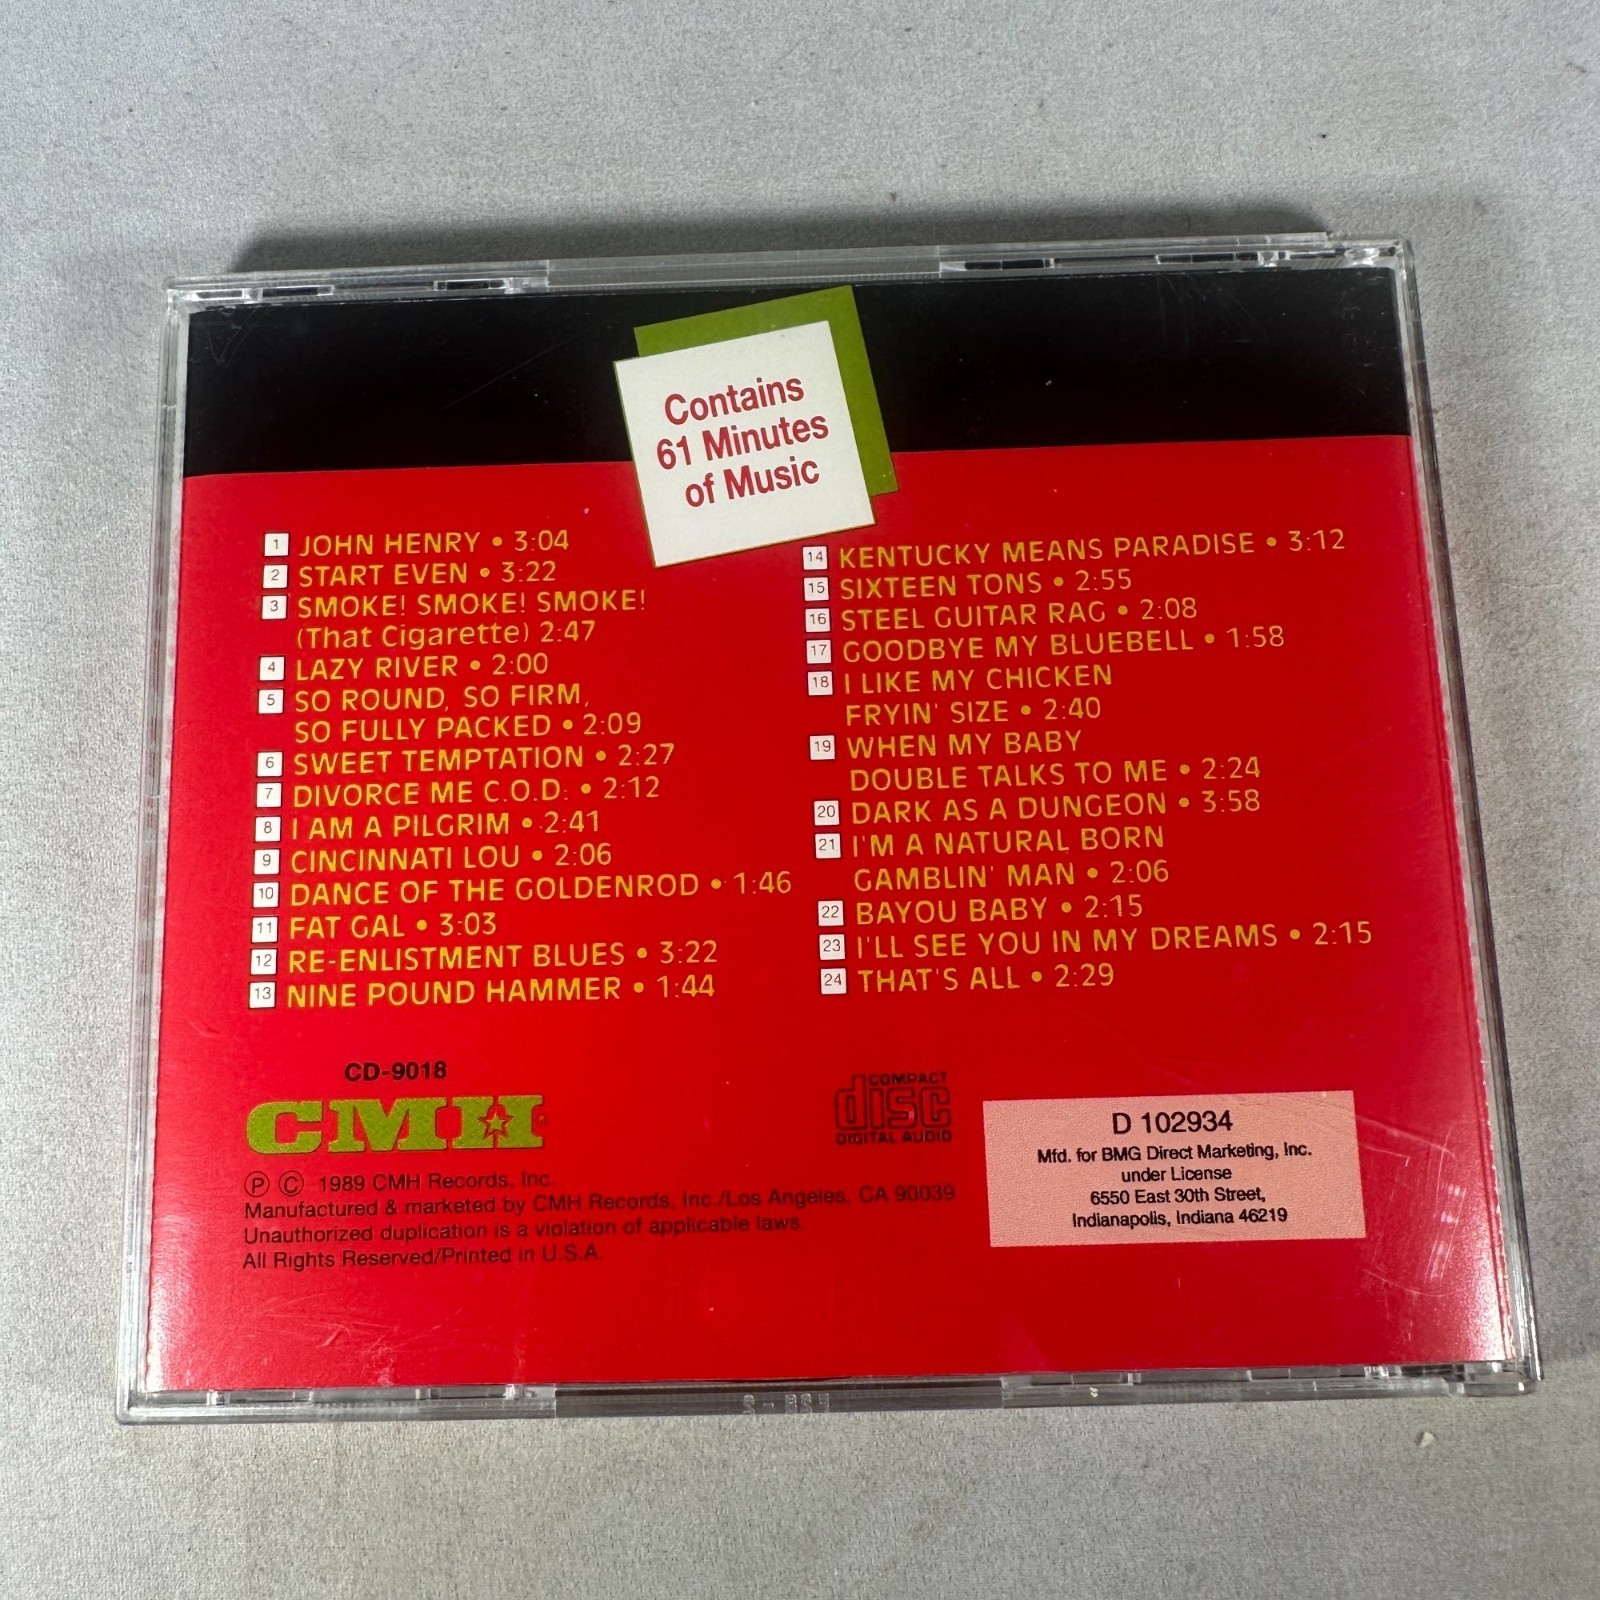 Contains
61 Minutes
of Music
1 JOHN HENRY • 3:04
2 START EVEN • 3:22
3 SMOKE! SMOKE! SMOKE!
(That Cigarette) 2:47
4 LAZY RIVER • 2:00
5 SO ROUND, SO FIRM,
SO FULLY PACKED • 2:09
6 SWEET TEMPTATION • 2:27
7 DIVORCE ME C.O.D. • 2:12
8 I AM A PILGRIM • 2:41
9 CINCINNATI LOU • 2:06
10 DANCE OF THE GOLDENROD • 1:46
11 FAT GAL • 3:03
12 RE-ENLISTMENT BLUES • 3:22
13 NINE POUND HAMMER • 1:44
14 KENTUCKY MEANS PARADISE • 3:12
15 SIXTEEN TONS • 2:55
16 STEEL GUITAR RAG • 2:08
17 GOODBYE MY BLUEBELL • 1:58
18 I LIKE MY CHICKEN
FRYIN' SIZE • 2:40
19 WHEN MY BABY
DOUBLE TALKS TO ME • 2:24
20 DARK AS A DUNGEON • 3:58
21 I'M A NATURAL BORN
GAMBLIN' MAN • 2:06
22 BAYOU BABY • 2:15
23 I'LL SEE YOU IN MY DREAMS • 2:15
24 THAT'S ALL • 2:29
CD-9018
CMH
Ⓟ © 1989 CMH Records, Inc.
Manufactured & marketed by CMH Records, Inc./Los Angeles, CA 90039
Unauthorized duplication is a violation of applicable laws.
All Rights Reserved/Printed in U.S.A.
COMPACT
disc
DIGITAL AUDIO
D 102934
Mfd. for BMG Direct Marketing, Inc.
under License
6550 East 30th Street,
Indianapolis, Indiana 46219